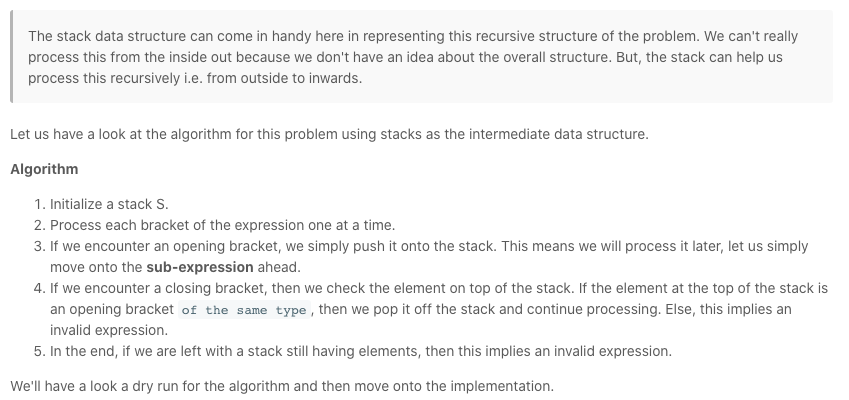 The stack data structure can come in handy here in representing this recursive structure of the problem. We can't really
process this from the inside out because we don't have an idea about the overall structure. But, the stack can help us
process this recursively i.e. from outside to inwards.
Let us have a look at the algorithm for this problem using stacks as the intermediate data structure.
Algorithm
1. Initialize a stack S.
2. Process each bracket of the expression one at a time.
3. If we encounter an opening bracket, we simply push it onto the stack. This means we will process it later, let us simply
move onto the sub-expression ahead.
4. If we encounter a closing bracket, then we check the element on top of the stack. If the element at the top of the stack is
an opening bracket of the same type, then we pop it off the stack and continue processing. Else, this implies an
invalid expression.
5. In the end, if we are left with a stack still having elements, then this implies an invalid expression.
We'll have a look a dry run for the algorithm and then move onto the implementation.